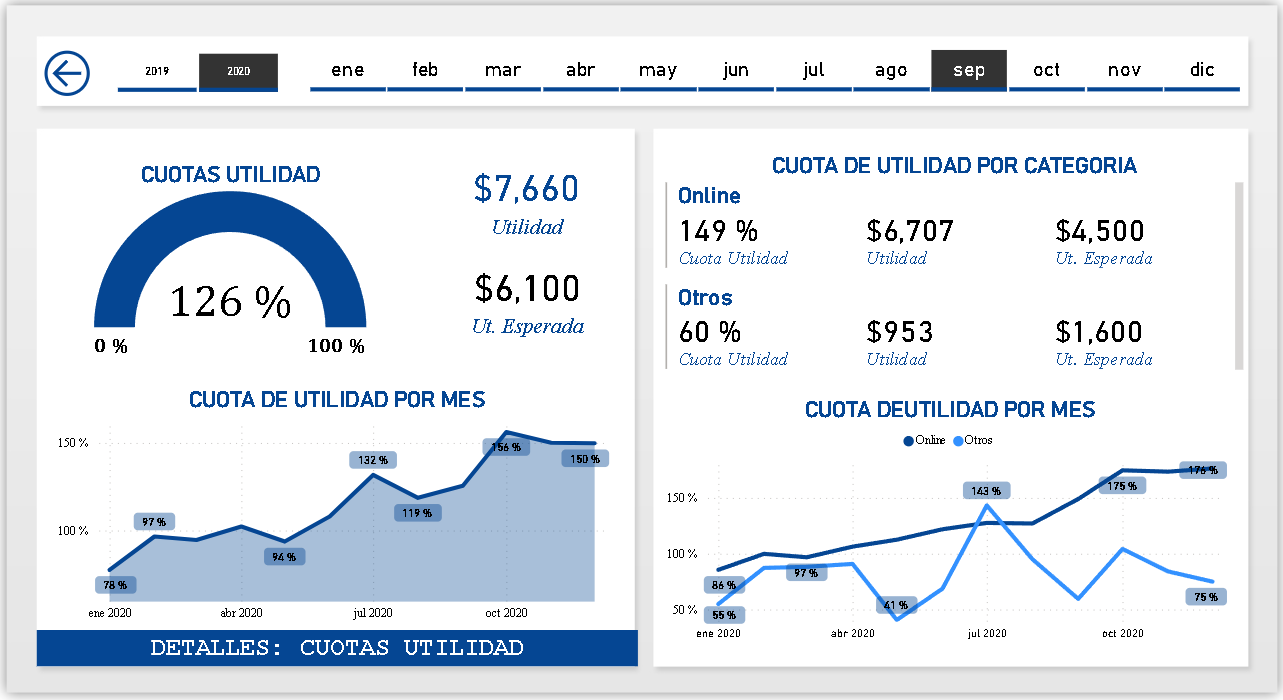 2019 2020 ene feb mar abr may jun jul ago sep oct nov dic
CUOTAS UTILIDAD
126 %
0 % 100 %
$7,660
Utilidad
$6,100
Ut. Esperada
CUOTA DE UTILIDAD POR MES
150 %
100 %
78 %
97 %
94 %
132 %
119 %
156 %
150 %
ene 2020 abr 2020 jul 2020 oct 2020
DETALLES: CUOTAS UTILIDAD
CUOTA DE UTILIDAD POR CATEGORIA
Online
149 % $6,707 $4,500
Cuota Utilidad Utilidad Ut. Esperada
Otros
60 % $953 $1,600
Cuota Utilidad Utilidad Ut. Esperada
CUOTA DEUTILIDAD POR MES
Online Otros
150 %
100 %
50 %
86 %
55 %
97 %
41 %
143 %
175 %
176 %
75 %
ene 2020 abr 2020 jul 2020 oct 2020